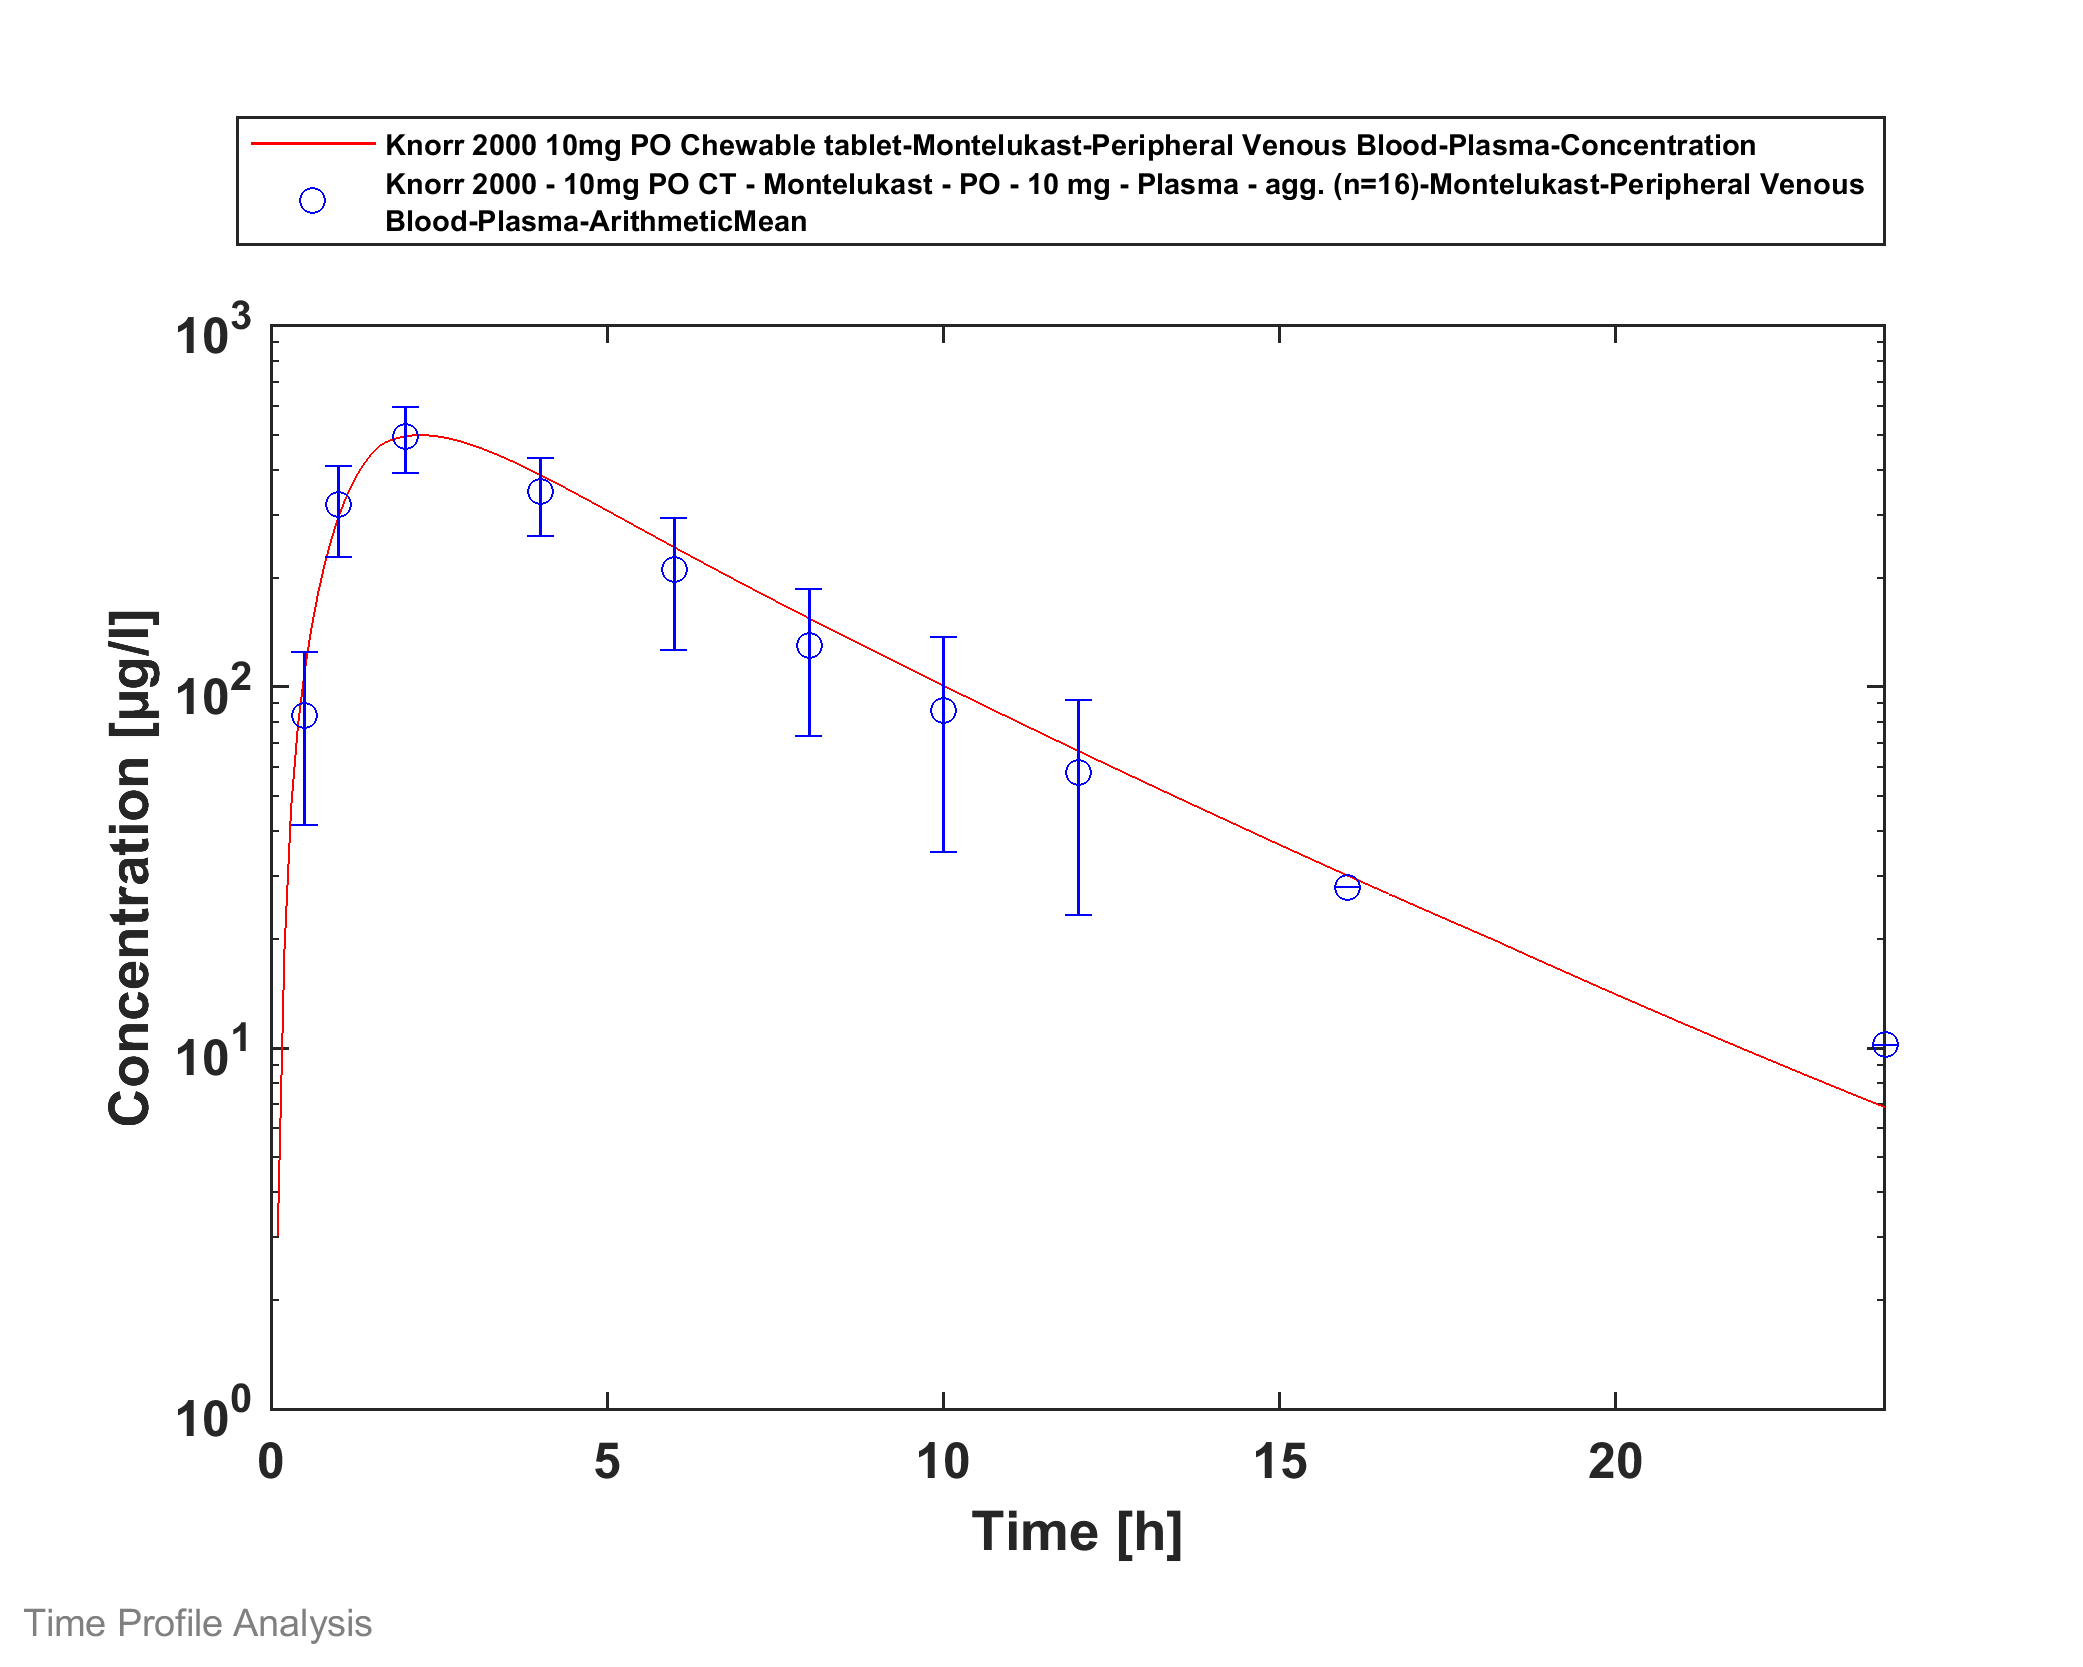 Knorr 2000 10mg PO Chewable tablet-Montelukast-Peripheral Venous Blood-Plasma-Concentration
Knorr 2000 - 10mg PO CT - Montelukast - PO - 10 mg - Plasma - agg. (n=16)-Montelukast-Peripheral Venous
Blood-Plasma-ArithmeticMean
10³
10²
10¹
10⁰
Concentration [µg/l]
0 5 10 15 20
Time [h]
Time Profile Analysis